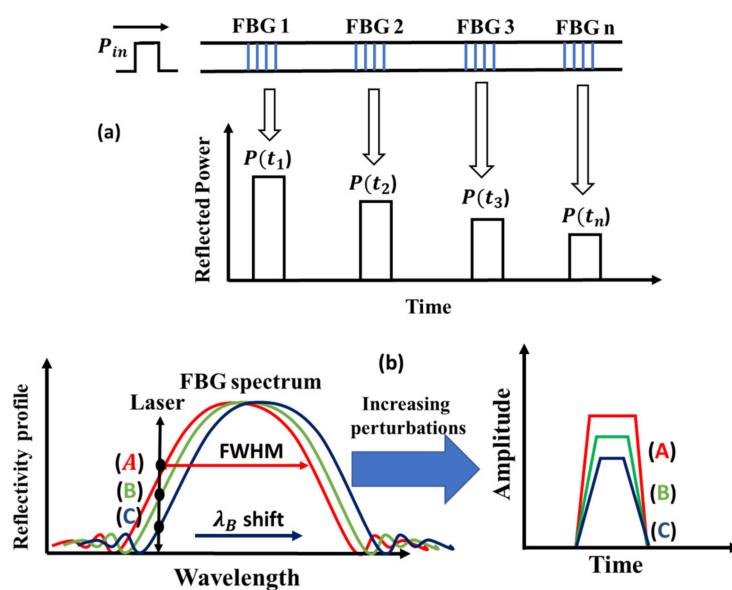 FBG 1 FBG 2 FBG 3 FBG n
P_in
(a)
P(t_1)
P(t_2)
P(t_3)
P(t_n)
Reflected Power
Time
(b)
FBG spectrum
Laser
Increasing
perturbations
FWHM
(A)
(B)
(C)
λ_B shift
Reflectivity profile
Wavelength
Amplitude
(A)
(B)
(C)
Time